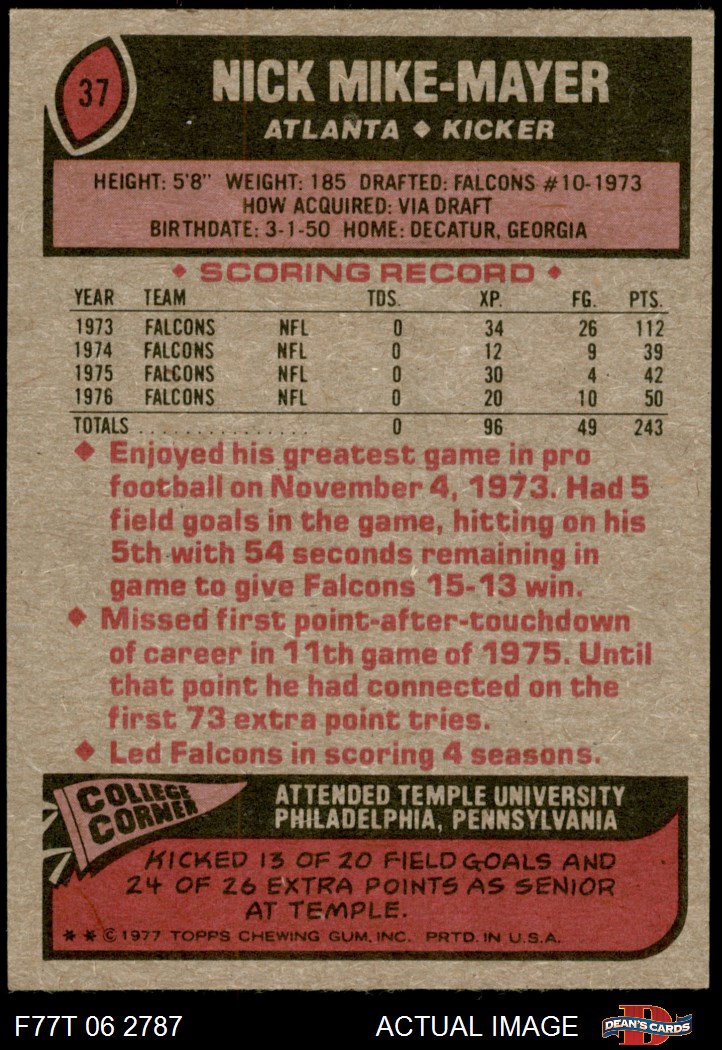 37
NICK MIKE-MAYER
ATLANTA ◆ KICKER
HEIGHT: 5'8" WEIGHT: 185 DRAFTED: FALCONS #10-1973
HOW ACQUIRED: VIA DRAFT
BIRTHDATE: 3-1-50 HOME: DECATUR, GEORGIA
◆ SCORING RECORD ◆
YEAR TEAM TDS. XP. FG. PTS.
1973 FALCONS NFL 0 34 26 112
1974 FALCONS NFL 0 12 9 39
1975 FALCONS NFL 0 30 4 42
1976 FALCONS NFL 0 20 10 50
TOTALS . . . . . . . . . . . . . . . 0 96 49 243
◆ Enjoyed his greatest game in pro
football on November 4, 1973. Had 5
field goals in the game, hitting on his
5th with 54 seconds remaining in
game to give Falcons 15-13 win.
◆ Missed first point-after-touchdown
of career in 11th game of 1975. Until
that point he had connected on the
first 73 extra point tries.
◆ Led Falcons in scoring 4 seasons.
COLLEGE
CORNER
ATTENDED TEMPLE UNIVERSITY
PHILADELPHIA, PENNSYLVANIA
KICKED 13 OF 20 FIELD GOALS AND
24 OF 26 EXTRA POINTS AS SENIOR
AT TEMPLE.
* * © 1977 TOPPS CHEWING GUM, INC. PRTD. IN U.S.A.
F77T 06 2787 ACTUAL IMAGE D DEAN'S CARDS